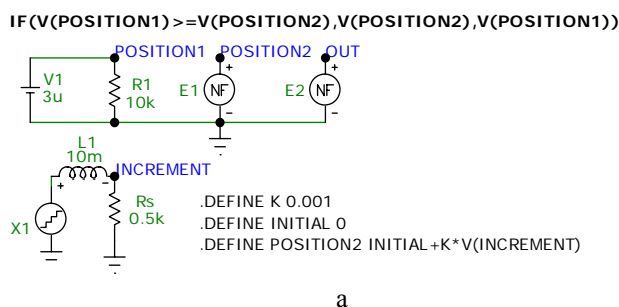 IF(V(POSITION1)>=V(POSITION2),V(POSITION2),V(POSITION1))
POSITION1 POSITION2 OUT
V1
3u
R1
10k
E1 NF
E2 NF
L1
10m
INCREMENT
X1
Rs
0.5k
.DEFINE K 0.001
.DEFINE INITIAL 0
.DEFINE POSITION2 INITIAL+K*V(INCREMENT)
a